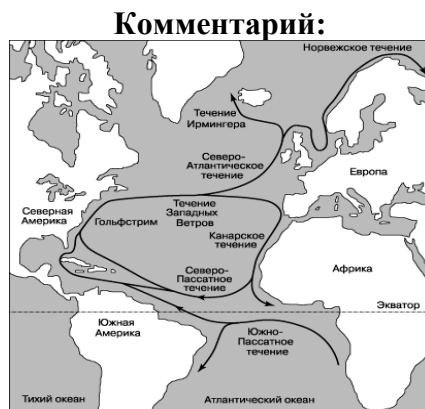 Комментарий:
Норвежское течение
Течение
Ирмингера
Северо-
Атлантическое
течение
Европа
Северная
Америка
Гольфстрим
Течение
Западных
Ветров
Канарское
течение
Северо-
Пассатное
течение
Африка
Экватор
Южная
Америка
Южно-
Пассатное
течение
Тихий океан
Атлантический океан